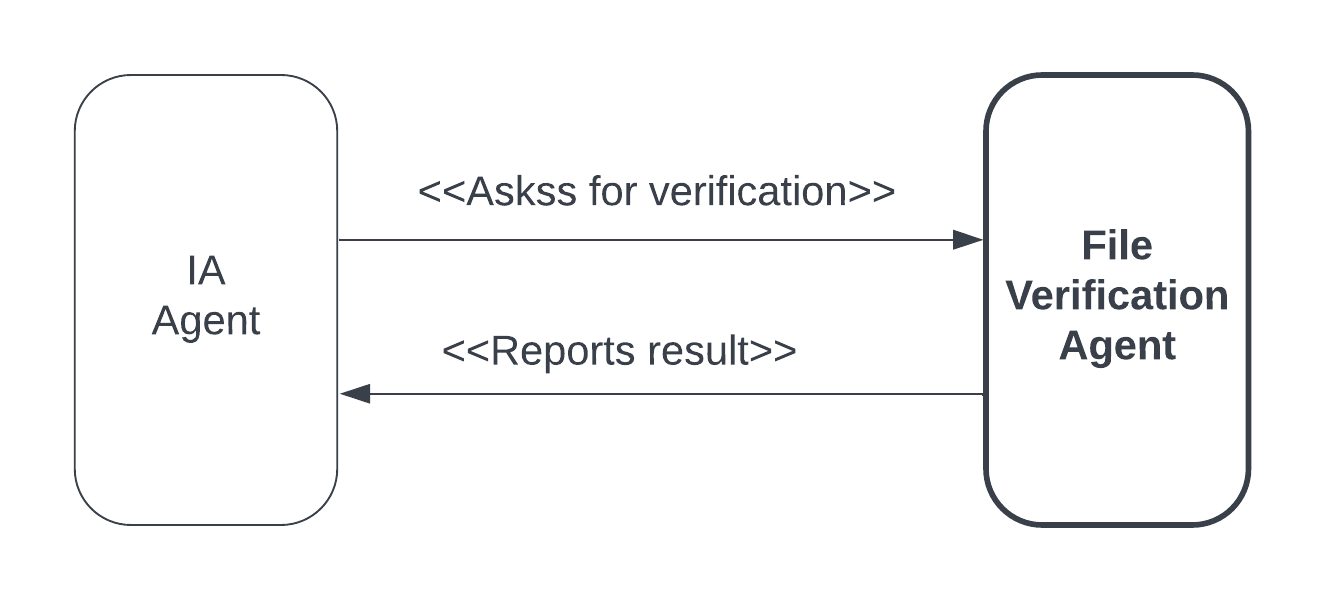 IA
Agent
<<Askss for verification>>
<<Reports result>>
File
Verification
Agent